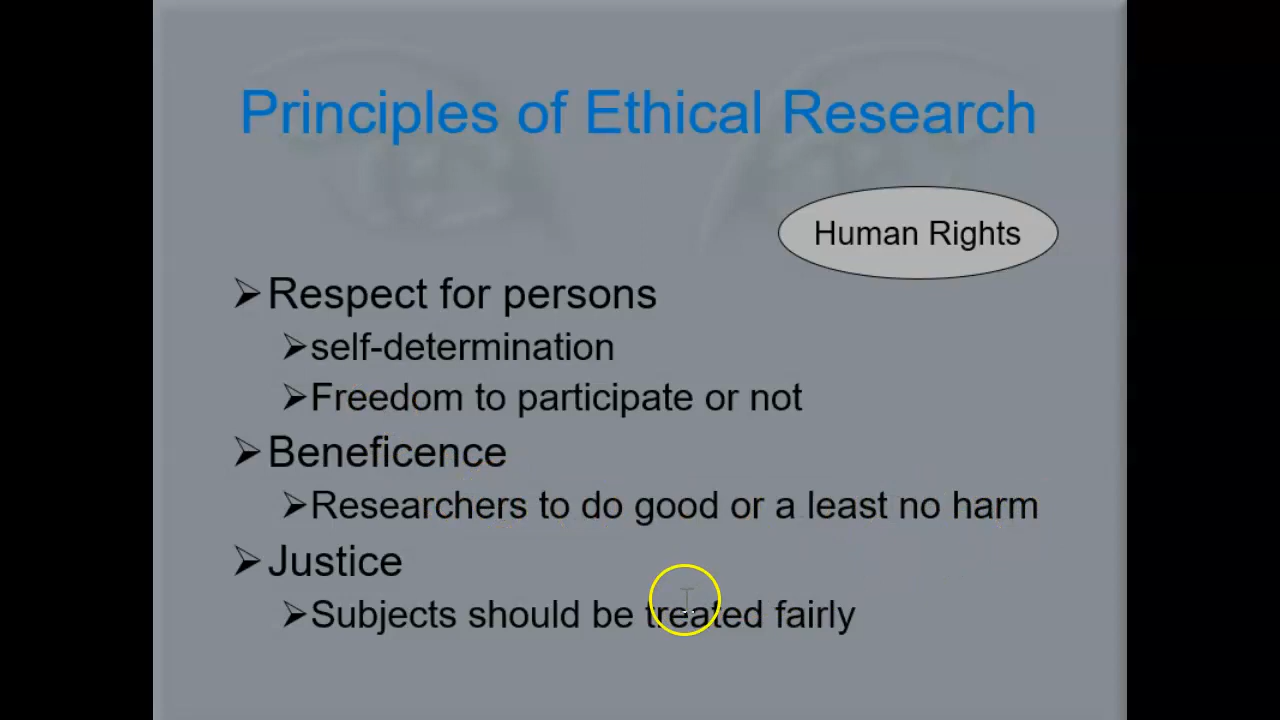 Principles of Ethical Research
Human Rights
➢Respect for persons
➢self-determination
➢Freedom to participate or not
➢Beneficence
➢Researchers to do good or a least no harm
➢Justice
➢Subjects should be treated fairly